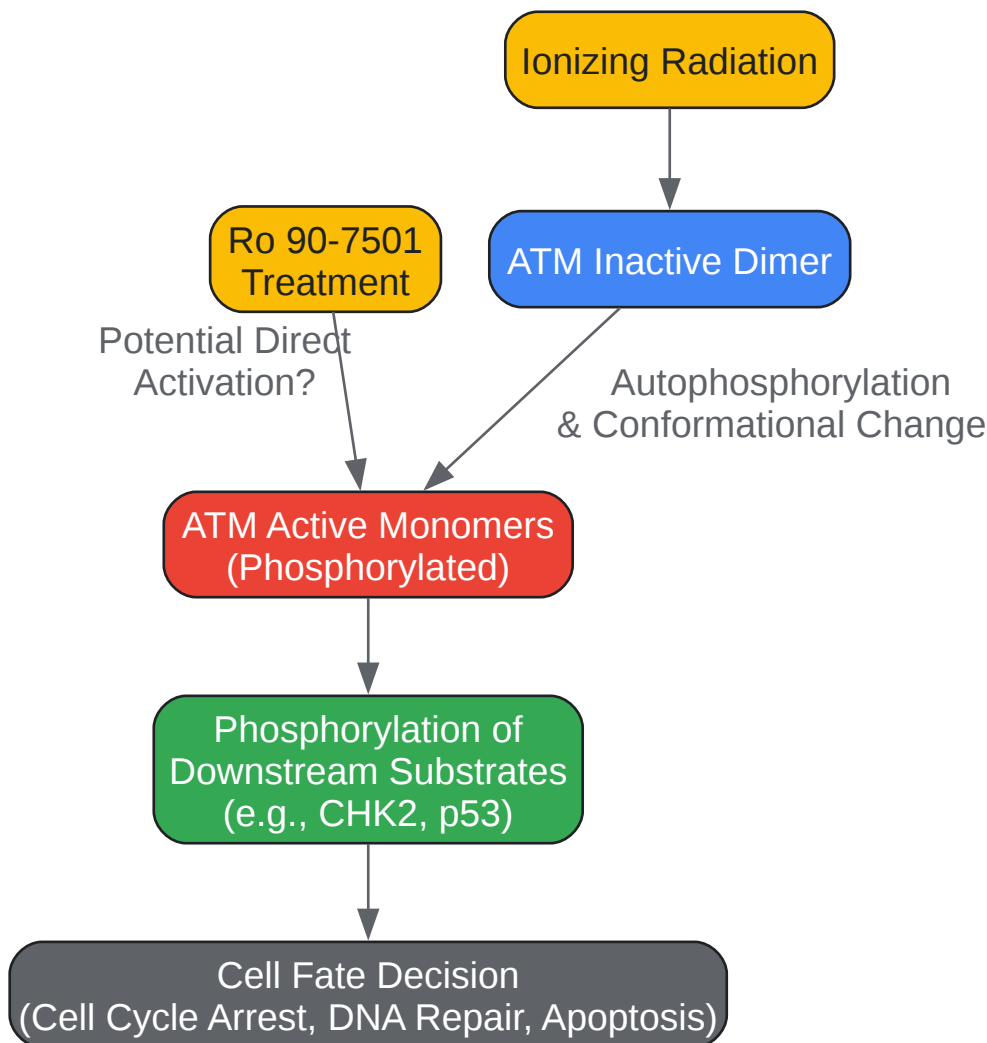 Ionizing Radiation
Ro 90-7501
Treatment
ATM Inactive Dimer
Potential Direct
Activation?
Autophosphorylation
& Conformational Change
ATM Active Monomers
(Phosphorylated)
Phosphorylation of
Downstream Substrates
(e.g., CHK2, p53)
Cell Fate Decision
(Cell Cycle Arrest, DNA Repair, Apoptosis)